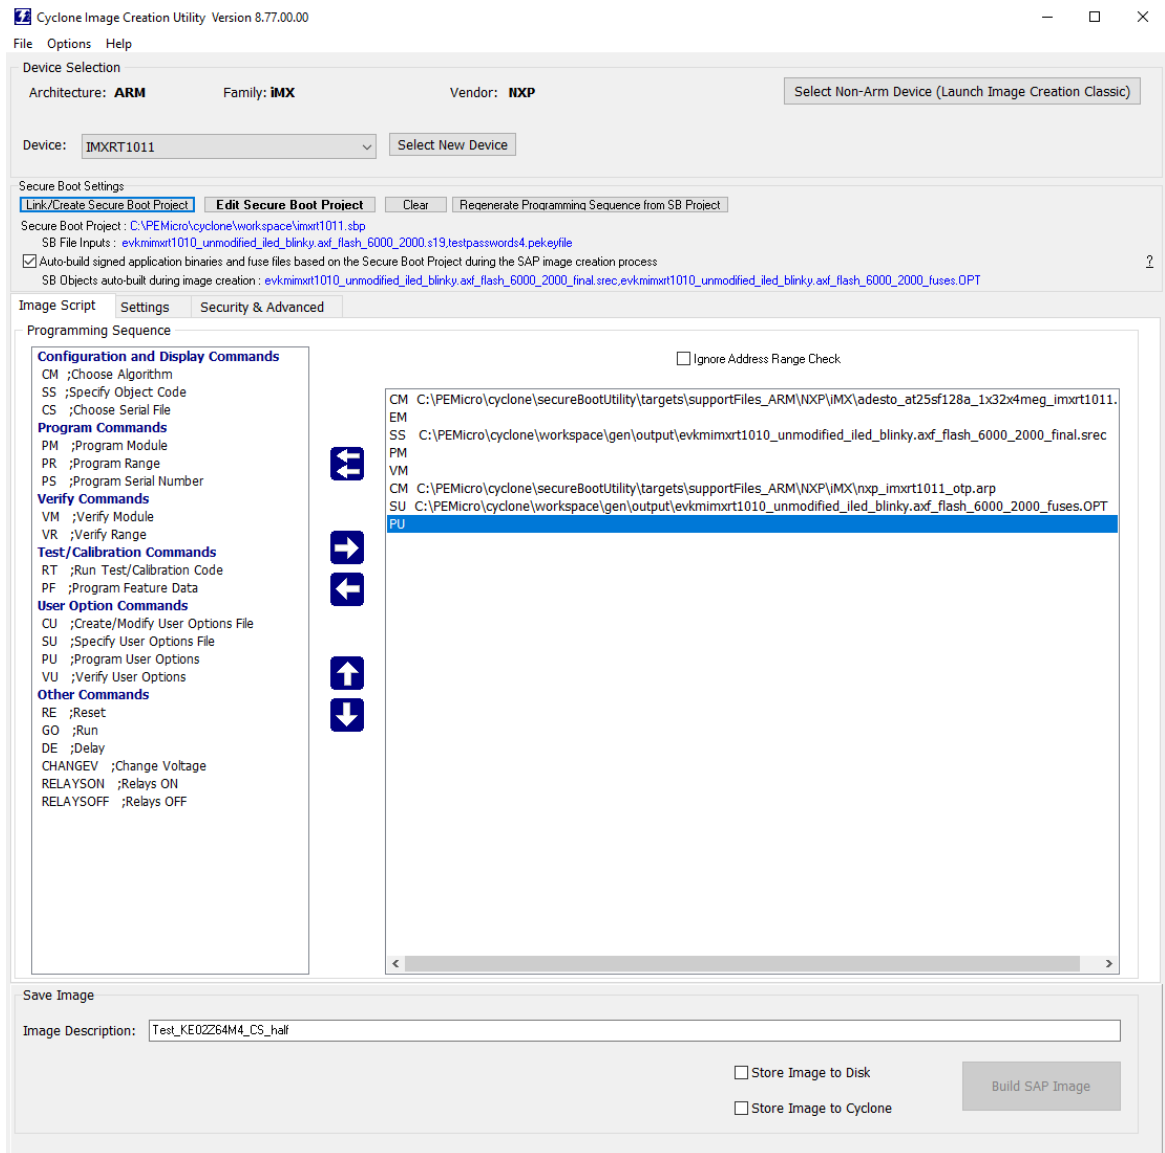 Cyclone Image Creation Utility Version 8.77.00.00
File Options Help
Device Selection
Architecture: ARM Family: iMX Vendor: NXP
Select Non-Arm Device (Launch Image Creation Classic)
Device: IMXRT1011 Select New Device
Secure Boot Settings
Link/Create Secure Boot Project Edit Secure Boot Project Clear Regenerate Programming Sequence from SB Project
Secure Boot Project : C:\PEMicro\cyclone\workspace\imxrt1011.sbp
SB File Inputs : evkmimxrt1010_unmodified_iled_blinky.axf_flash_6000_2000.s19,testpasswords4.pekeyfile
Auto-build signed application binaries and fuse files based on the Secure Boot Project during the SAP image creation process ?
SB Objects auto-built during image creation : evkmimxrt1010_unmodified_iled_blinky.axf_flash_6000_2000_final.srec,evkmimxrt1010_unmodified_iled_blinky.axf_flash_6000_2000_fuses.OPT
Image Script Settings Security & Advanced
Programming Sequence
Configuration and Display Commands
CM ;Choose Algorithm
SS ;Specify Object Code
CS ;Choose Serial File
Program Commands
PM ;Program Module
PR ;Program Range
PS ;Program Serial Number
Verify Commands
VM ;Verify Module
VR ;Verify Range
Test/Calibration Commands
RT ;Run Test/Calibration Code
PF ;Program Feature Data
User Option Commands
CU ;Create/Modify User Options File
SU ;Specify User Options File
PU ;Program User Options
VU ;Verify User Options
Other Commands
RE ;Reset
GO ;Run
DE ;Delay
CHANGEV ;Change Voltage
RELAYSON ;Relays ON
RELAYSOFF ;Relays OFF
Ignore Address Range Check
CM C:\PEMicro\cyclone\secureBootUtility\targets\supportFiles_ARM\NXP\iMX\adesto_at25sf128a_1x32x4meg_imxrt1011.
EM
SS C:\PEMicro\cyclone\workspace\gen\output\evkmimxrt1010_unmodified_iled_blinky.axf_flash_6000_2000_final.srec
PM
VM
CM C:\PEMicro\cyclone\secureBootUtility\targets\supportFiles_ARM\NXP\iMX\nxp_imxrt1011_otp.arp
SU C:\PEMicro\cyclone\workspace\gen\output\evkmimxrt1010_unmodified_iled_blinky.axf_flash_6000_2000_fuses.OPT
PU
Save Image
Image Description: Test_KE02Z64M4_CS_half
Store Image to Disk
Store Image to Cyclone
Build SAP Image